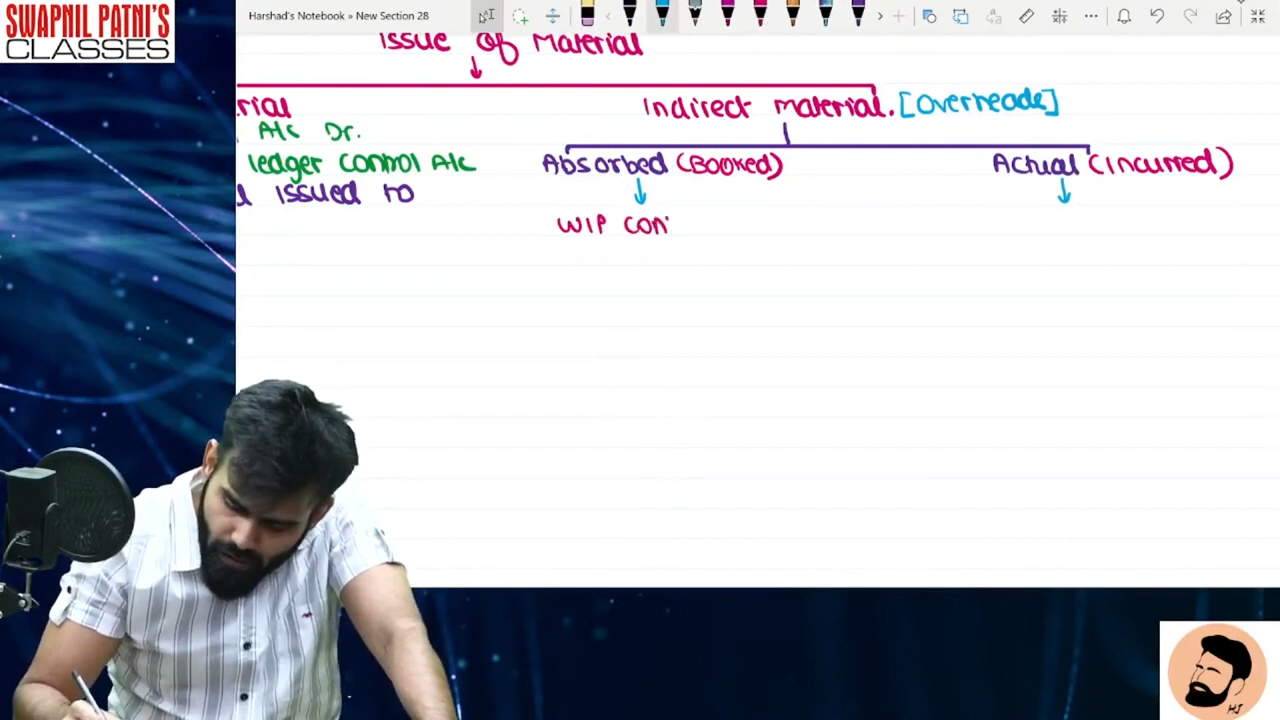 SWAPNIL PATNI'S
CLASSES
Harshad's Notebook » New Section 28
Issue of Material
rial
Indirect Material. [Overheads]
A/c Dr.
ledger control A/c
Absorbed (Booked)
Actual (Incurred)
issued to
WIP con
HS